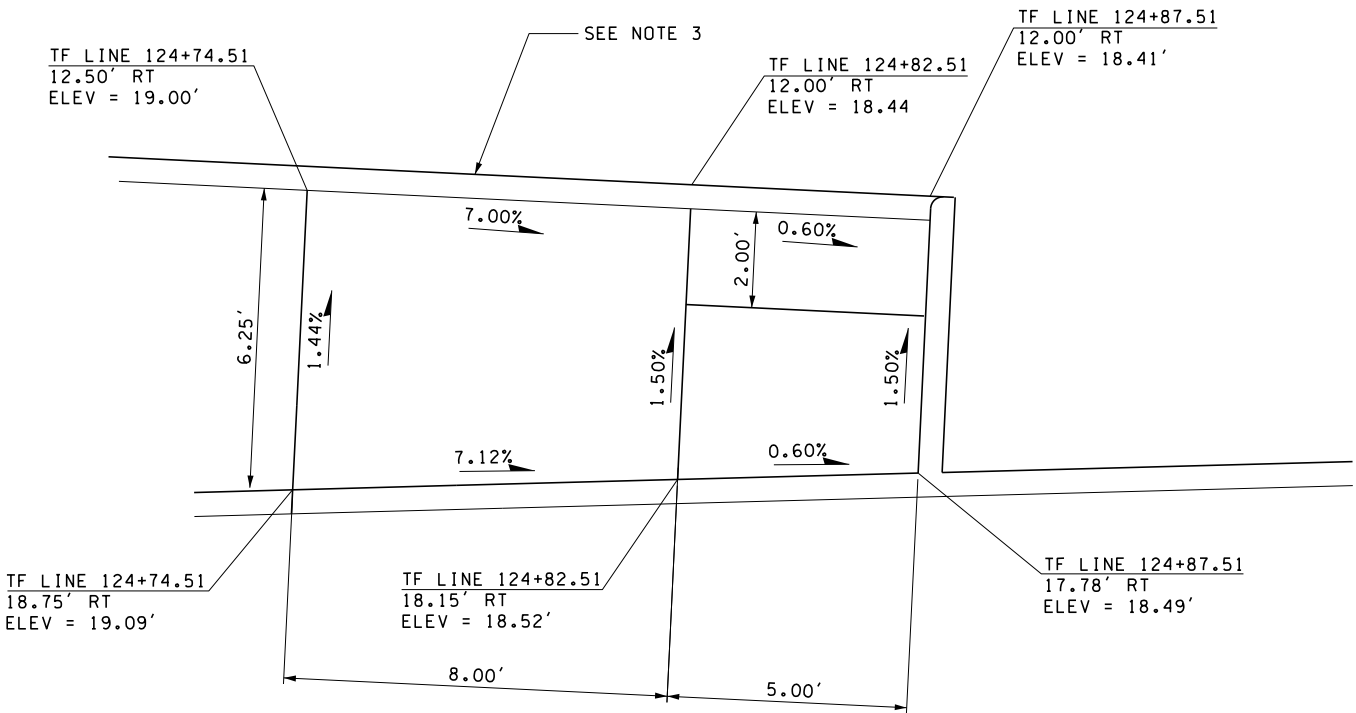 SEE NOTE 3
TF LINE 124+87.51
12.00' RT
ELEV = 18.41'
TF LINE 124+74.51
12.50' RT
ELEV = 19.00'
TF LINE 124+82.51
12.00' RT
ELEV = 18.44
7.00%
0.60%
2.00'
6.25'
1.44%
1.50%
1.50%
7.12%
0.60%
TF LINE 124+74.51
18.75' RT
ELEV = 19.09'
TF LINE 124+82.51
18.15' RT
ELEV = 18.52'
TF LINE 124+87.51
17.78' RT
ELEV = 18.49'
8.00'
5.00'